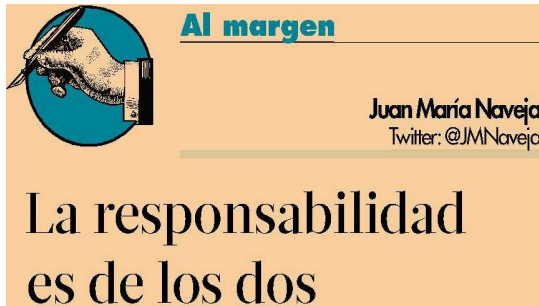 Al margen
Juan María Naveja
Twitter: @JMNaveja
La responsabilidad
es de los dos